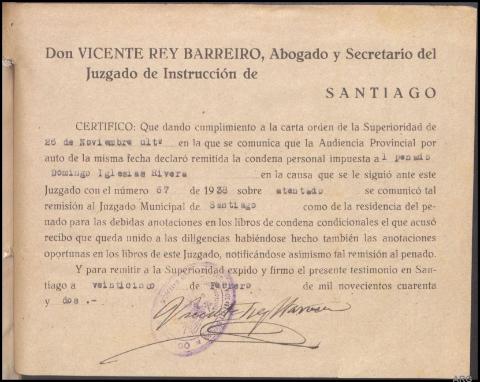 Don VICENTE REY BARREIRO, Abogado y Secretario del
Juzgado de Instrucción de
SANTIAGO
CERTIFICO: Que dando cumplimiento a la carta orden de la Superioridad de
26 de Noviembre ultº en la que se comunica que la Audiencia Provincial por
auto de la misma fecha declaró remitida la condena personal impuesta a l penado
Domingo Iglesias Rivera en la causa que se le siguió ante este
Juzgado con el número 67 de 1938 sobre atentado se comunicó tal
remisión al Juzgado Municipal de Santiago como de la residencia del
penado para las debidas anotaciones en los libros de condena condicionales el que acusó
recibo que queda unido a las diligencias habiéndose hecho también las anotaciones
oportunas en los libros de este Juzgado, notificándose asimismo tal remisión al penado.
Y para remitir a la Superioridad expido y firmo el presente testimonio en San-
tiago a veinticinco de Febrero de mil novecientos cuarenta
y dos .-
Vicente Rey Barreiro